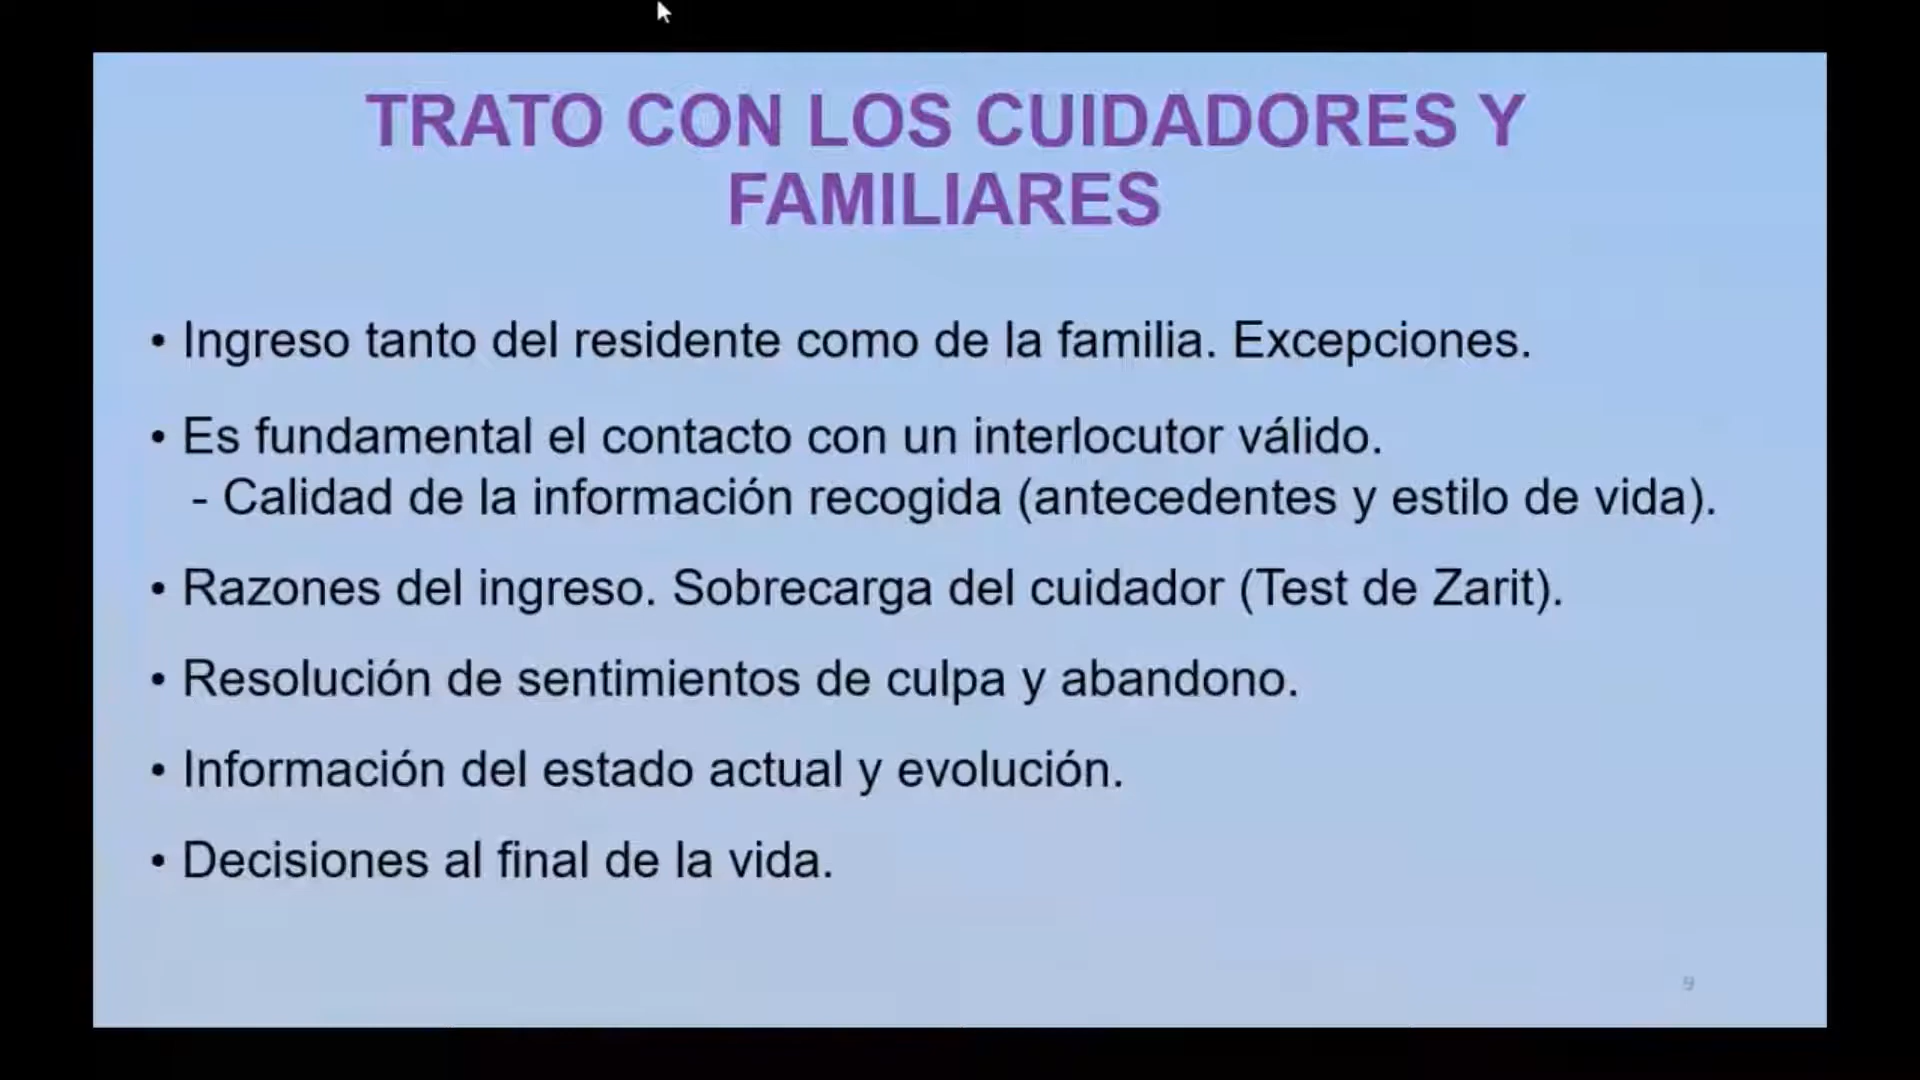 TRATO CON LOS CUIDADORES Y
FAMILIARES
• Ingreso tanto del residente como de la familia. Excepciones.
• Es fundamental el contacto con un interlocutor válido.
- Calidad de la información recogida (antecedentes y estilo de vida).
• Razones del ingreso. Sobrecarga del cuidador (Test de Zarit).
• Resolución de sentimientos de culpa y abandono.
• Información del estado actual y evolución.
• Decisiones al final de la vida.
9